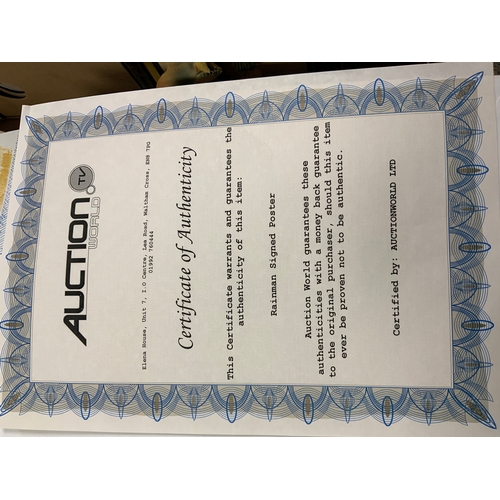 AUCTION
WORLD.TV
Elena House, Unit 7, I.O Centre, Lea Road, Waltham Cross, EN9 7PG
01992 760444
Certificate of Authenticity
This Certificate warrants and guarantees the
authenticity of this item:
Rainman Signed Poster
Auction World guarantees these
authenticities with a money back guarantee
to the original purchaser, should this item
ever be proven not to be authentic.
Certified by: AUCTIONWORLD LTD